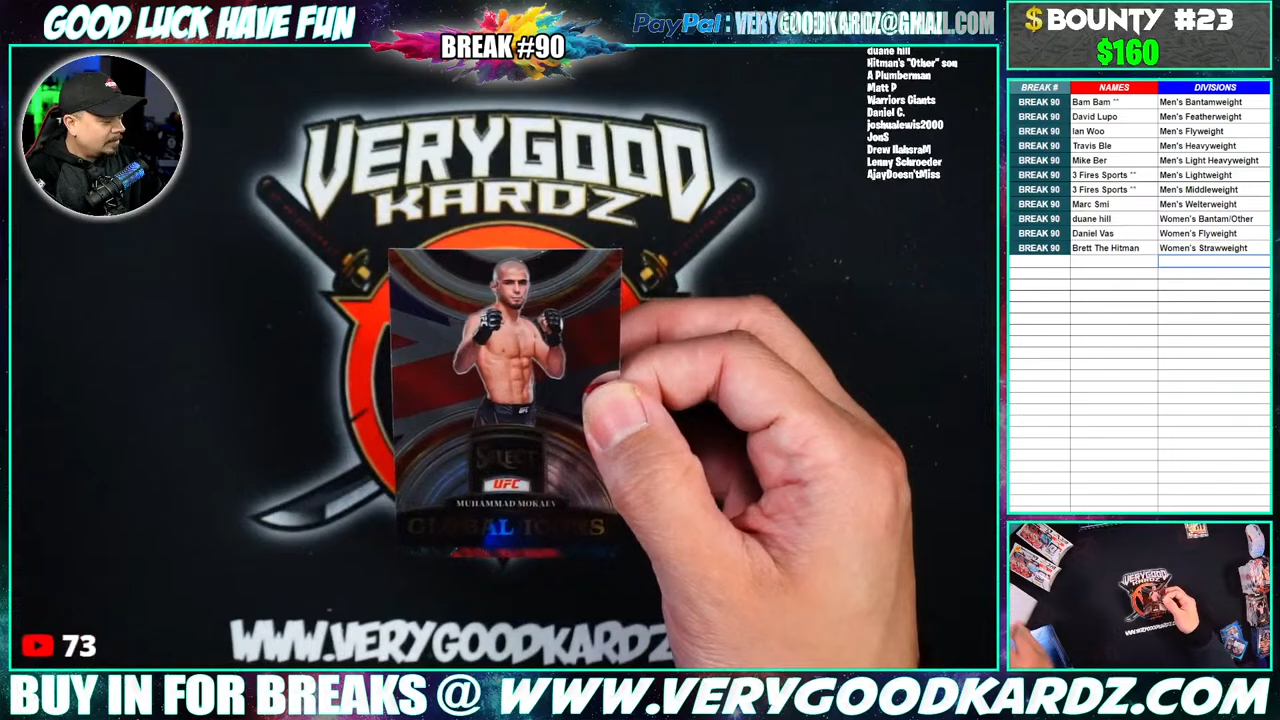 GOOD LUCK HAVE FUN
BREAK #90
PayPal : VERYGOODKARDZ@GMAIL.COM
$ BOUNTY #23
$160
duane hill
Hitman's "Other" son
A Plumberman
Matt P
Warriors Giants
Daniel C.
joshualewis2000
JonS
Drew HabsraM
Lenny Schroeder
AjayDoesn'tMiss
BREAK # NAMES DIVISIONS
BREAK 90 Bam Bam ** Men's Bantamweight
BREAK 90 David Lupo Men's Featherweight
BREAK 90 Ian Woo Men's Flyweight
BREAK 90 Travis Ble Men's Heavyweight
BREAK 90 Mike Ber Men's Light Heavyweight
BREAK 90 3 Fires Sports ** Men's Lightweight
BREAK 90 3 Fires Sports ** Men's Middleweight
BREAK 90 Marc Smi Men's Welterweight
BREAK 90 duane hill Women's Bantam/Other
BREAK 90 Daniel Vas Women's Flyweight
BREAK 90 Brett The Hitman Women's Strawweight
VERYGOOD
KARDZ
SELECT
UFC
MUHAMMAD MOKAEV
GLOBAL ICONS
WWW.VERYGOODKARDZ
73
VERYGOOD
KARDZ
BUY IN FOR BREAKS @ WWW.VERYGOODKARDZ.COM